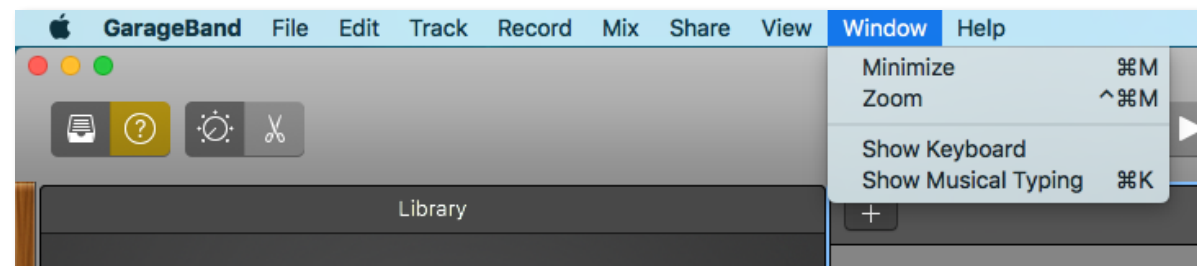 GarageBand File Edit Track Record Mix Share View Window Help
Minimize ⌘M
Zoom ^⌘M
Show Keyboard
Show Musical Typing ⌘K
Library